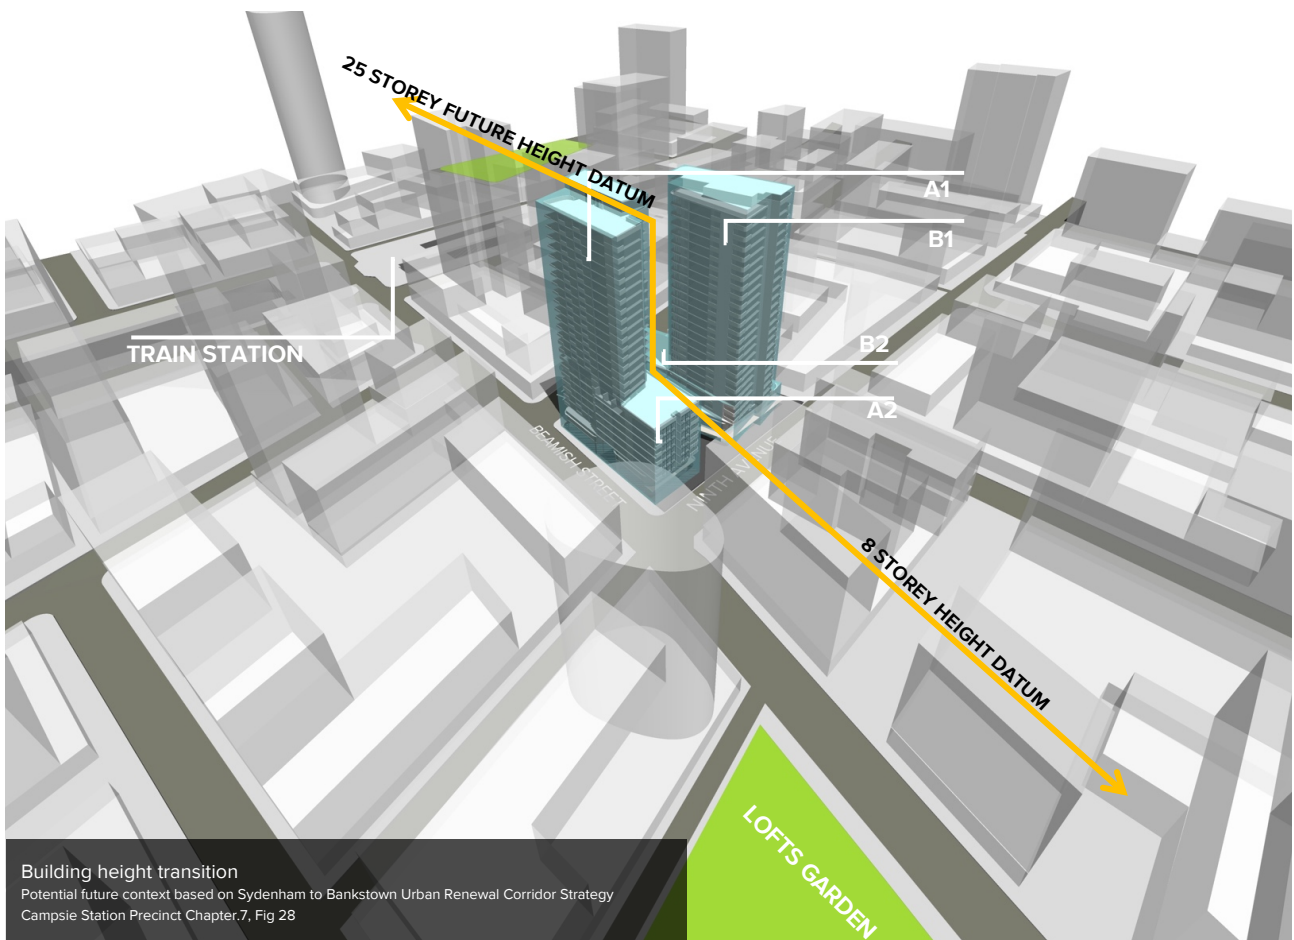 25 STOREY FUTURE HEIGHT DATUM
A1
B1
TRAIN STATION
B2
A2
BEAMISH STREET
NINTH AVENUE
8 STOREY HEIGHT DATUM
LOFTS GARDEN
Building height transition
Potential future context based on Sydenham to Bankstown Urban Renewal Corridor Strategy
Campsie Station Precinct Chapter.7, Fig 28